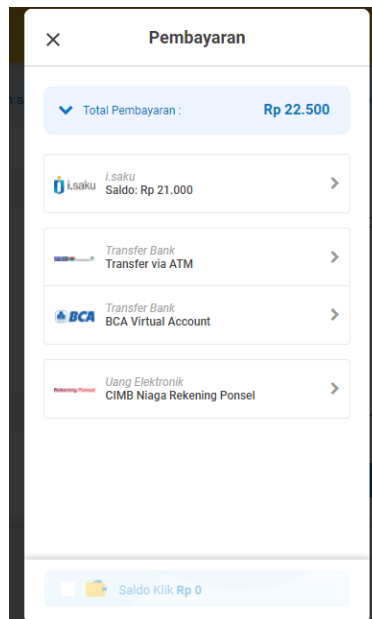 Pembayaran
Total Pembayaran :
Rp 22.500
i.saku
i.saku
Saldo: Rp 21.000
Transfer Bank
Transfer via ATM
BCA
Transfer Bank
BCA Virtual Account
Rekening Ponsel
Uang Elektronik
CIMB Niaga Rekening Ponsel
Saldo Klik Rp 0